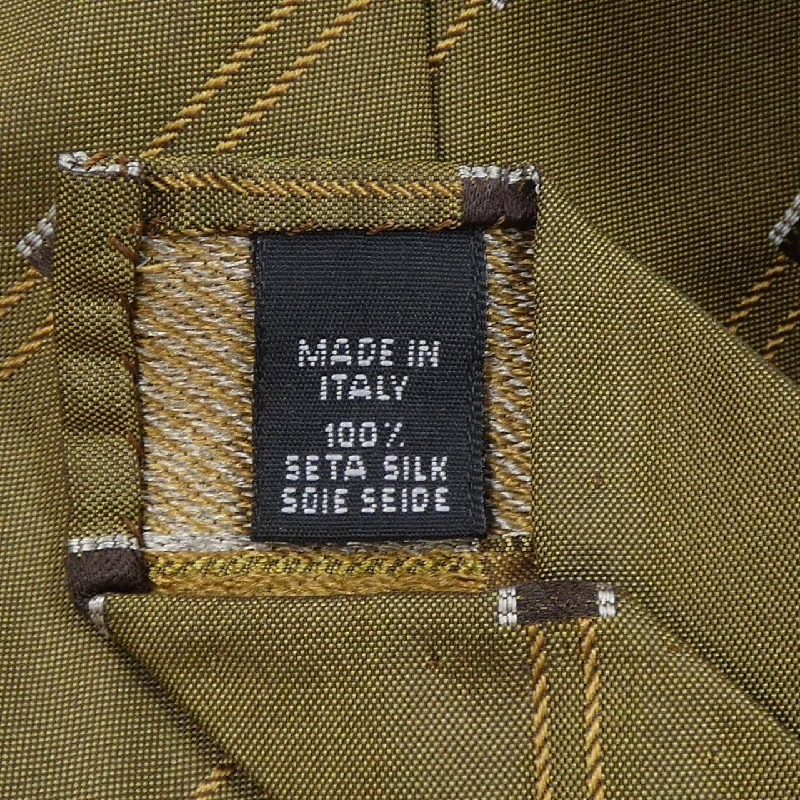 MADE IN
ITALY
100%
SETA SILK
SOIE SEIDE